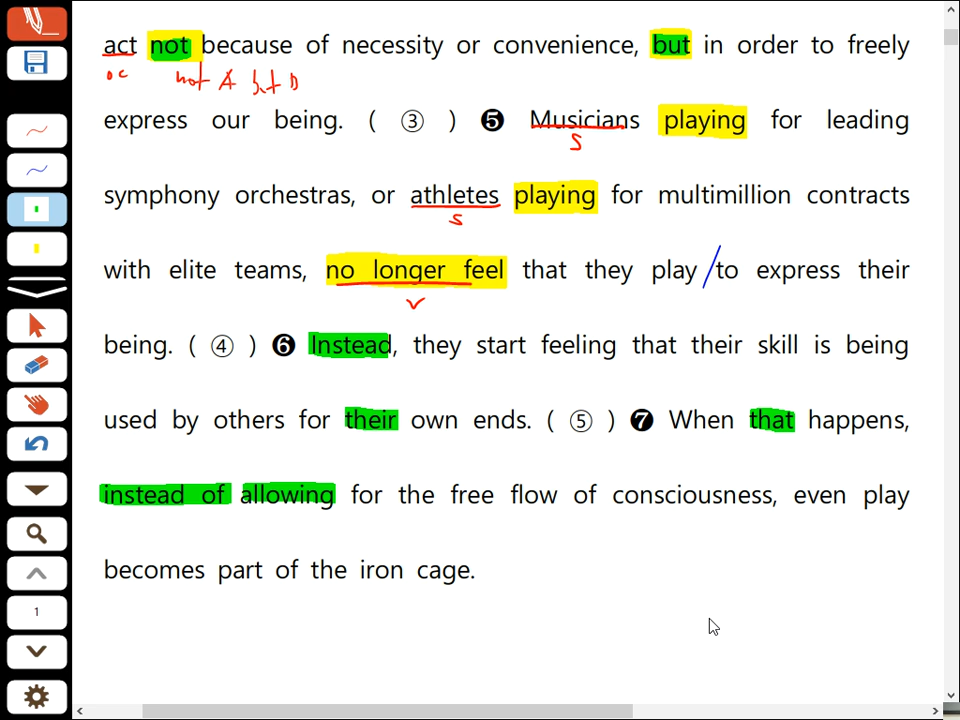 act not because of necessity or convenience, but in order to freely
not A but B
express our being. ( ③ ) ❺ Musicians playing for leading
S
symphony orchestras, or athletes playing for multimillion contracts
S
with elite teams, no longer feel that they play / to express their
v
being. ( ④ ) ❻ Instead, they start feeling that their skill is being
used by others for their own ends. ( ⑤ ) ❼ When that happens,
instead of allowing for the free flow of consciousness, even play
becomes part of the iron cage.
1